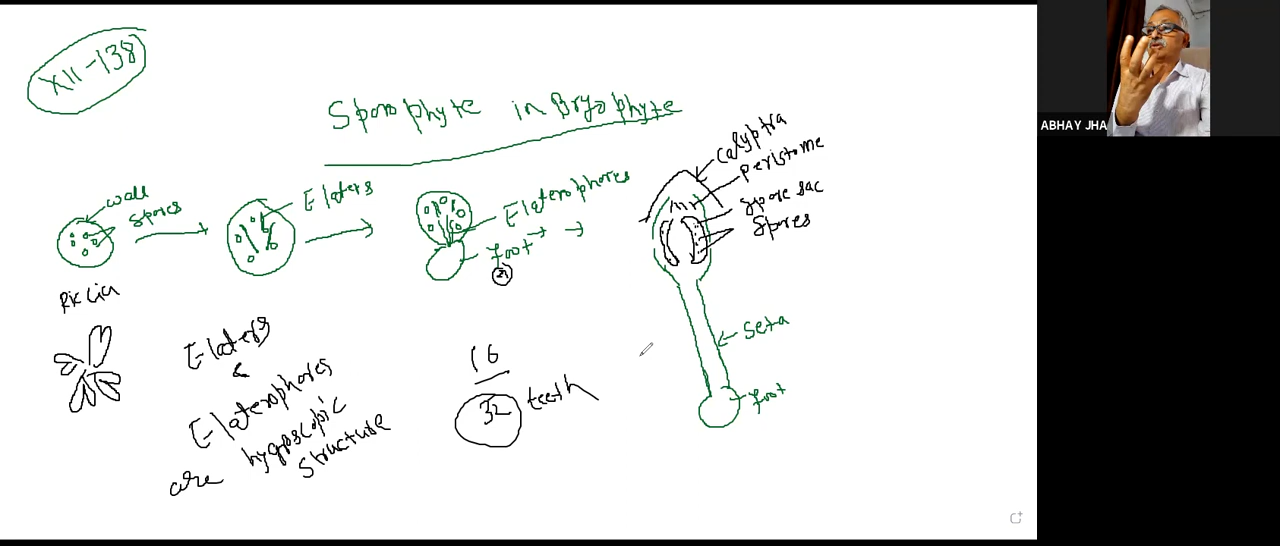 XII-138
Sporophyte in Bryophyte
wall
Spores
Elaters
Elaterophores
foot
calyptra
peristome
spore sac
spores
Riccia
seta
foot
Elaters
&
Elaterophores
are hygoscopic
structure
16
32 teeth
ABHAY JHA